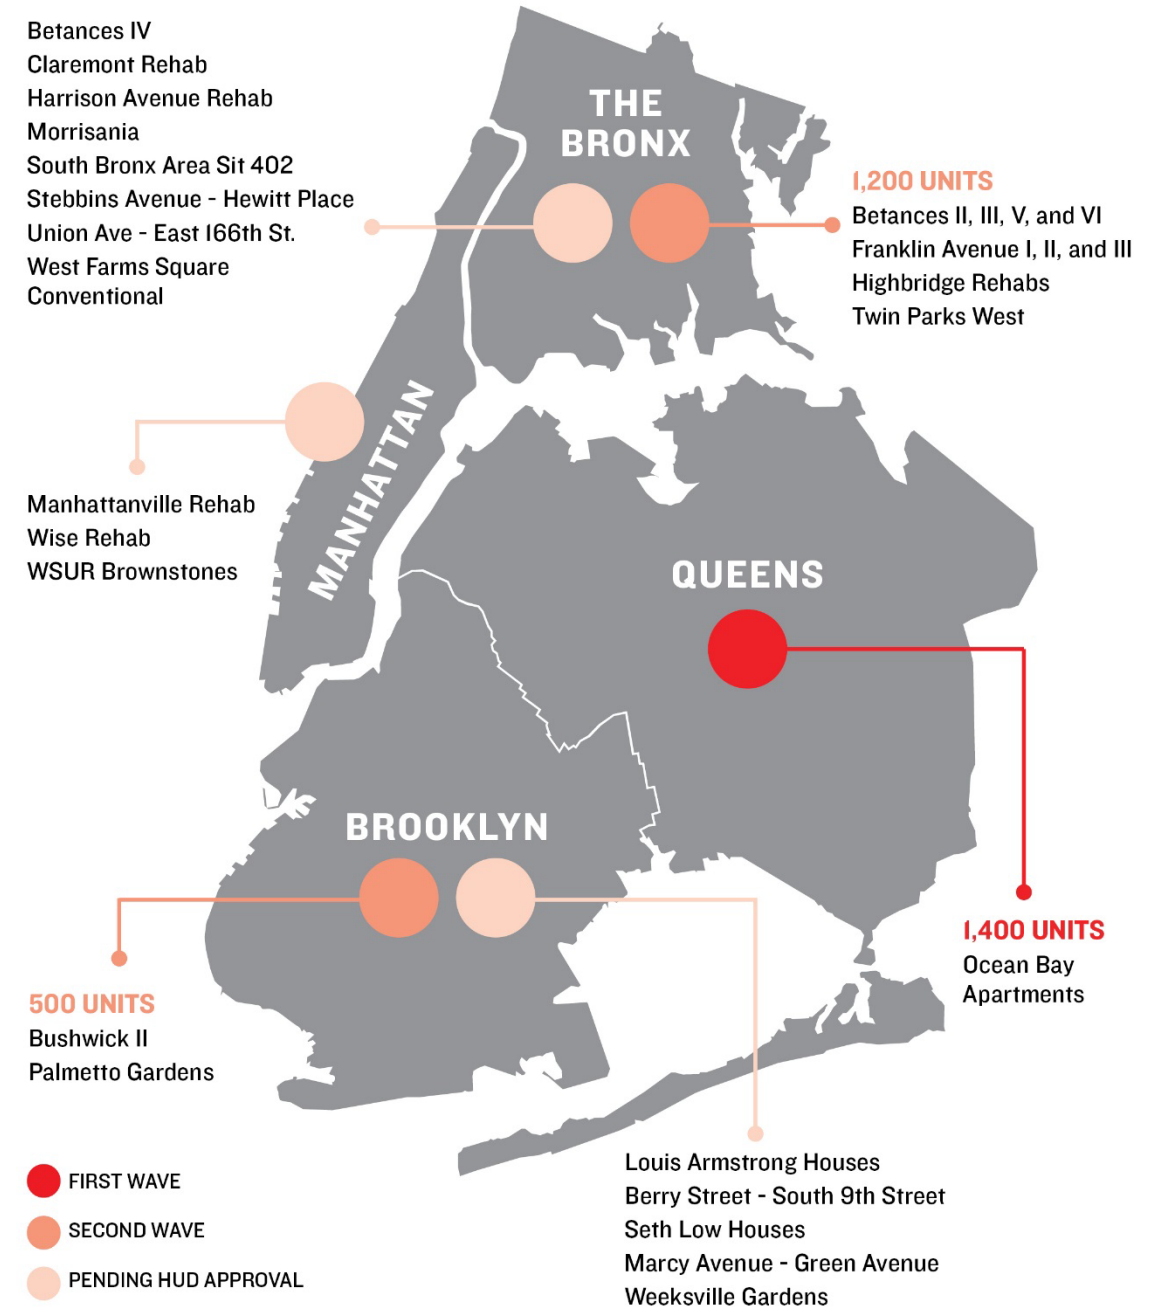 Betances IV
Claremont Rehab
Harrison Avenue Rehab
Morrisania
South Bronx Area Sit 402
Stebbins Avenue - Hewitt Place
Union Ave - East 166th St.
West Farms Square
Conventional
THE
BRONX
1,200 UNITS
Betances II, III, V, and VI
Franklin Avenue I, II, and III
Highbridge Rehabs
Twin Parks West
MANHATTAN
Manhattanville Rehab
Wise Rehab
WSUR Brownstones
QUEENS
1,400 UNITS
Ocean Bay
Apartments
BROOKLYN
500 UNITS
Bushwick II
Palmetto Gardens
Louis Armstrong Houses
Berry Street - South 9th Street
Seth Low Houses
Marcy Avenue - Green Avenue
Weeksville Gardens
FIRST WAVE
SECOND WAVE
PENDING HUD APPROVAL